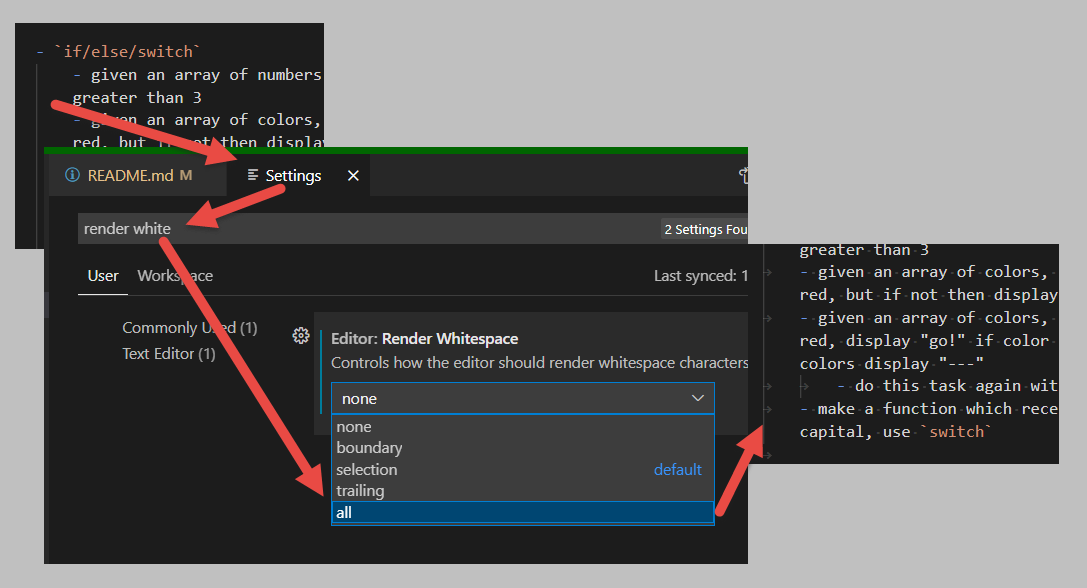 - `if/else/switch`
- given an array of numbers
greater than 3
- given an array of colors,
red, but if not then display
README.md M
Settings
render white
2 Settings Fou
User Workspace
Last synced: 1
Commonly Used (1)
Text Editor (1)
Editor: Render Whitespace
Controls how the editor should render whitespace characters
none
none
boundary
selection default
trailing
all
greater·than·3
-·given·an·array·of·colors,·
red,·but·if·not·then·display
-·given·an·array·of·colors,·
red,·display·"go!"·if·color
colors·display·"---"
-·do·this·task·again·wit
-·make·a·function·which·rece
capital,·use·`switch`